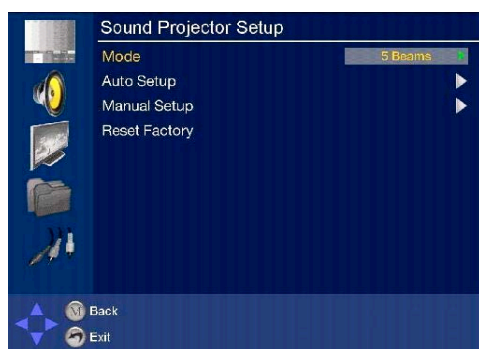 Sound Projector Setup
Mode 5 Beams
Auto Setup
Manual Setup
Reset Factory
M Back
Exit